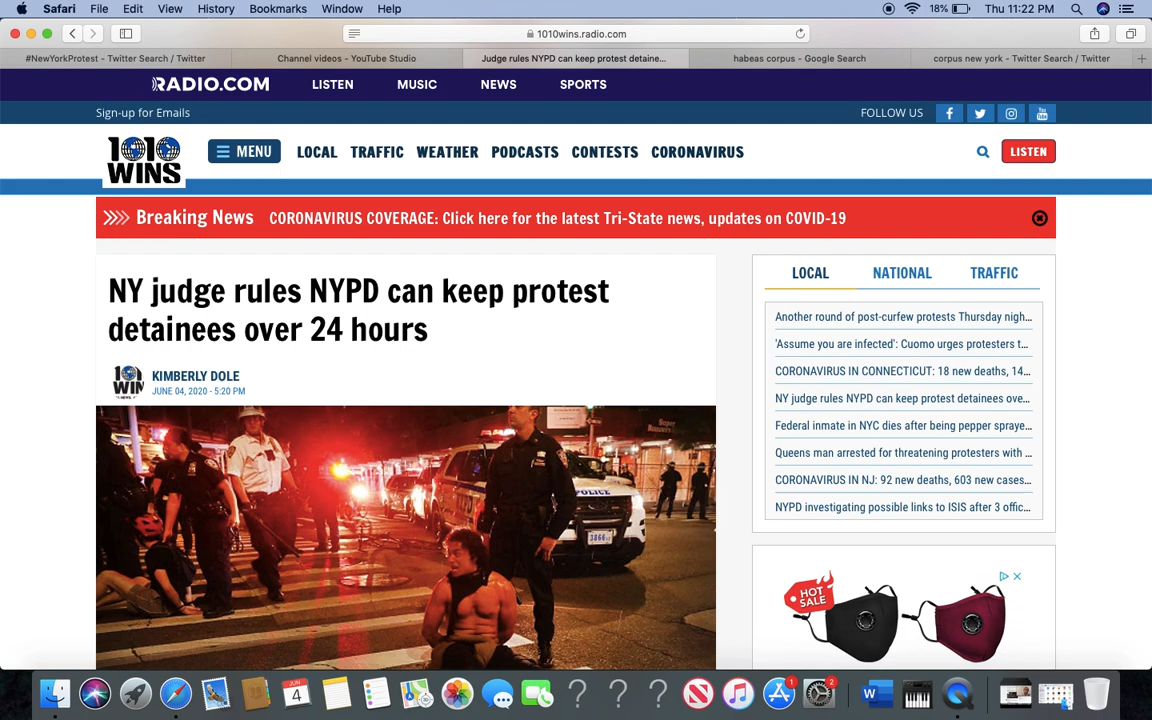 Safari File Edit View History Bookmarks Window Help 18% Thu 11:22 PM
1010wins.radio.com
#NewYorkProtest - Twitter Search / Twitter
Channel videos - YouTube Studio
Judge rules NYPD can keep protest detaine...
habeas corpus - Google Search
corpus new york - Twitter Search / Twitter
RADIO.COM LISTEN MUSIC NEWS SPORTS
Sign-up for Emails FOLLOW US
1010 WINS
MENU LOCAL TRAFFIC WEATHER PODCASTS CONTESTS CORONAVIRUS LISTEN
Breaking News CORONAVIRUS COVERAGE: Click here for the latest Tri-State news, updates on COVID-19
NY judge rules NYPD can keep protest
detainees over 24 hours
KIMBERLY DOLE
JUNE 04, 2020 - 5:20 PM
POLICE
3866
LOCAL NATIONAL TRAFFIC
Another round of post-curfew protests Thursday nigh...
'Assume you are infected': Cuomo urges protesters t...
CORONAVIRUS IN CONNECTICUT: 18 new deaths, 14...
NY judge rules NYPD can keep protest detainees ove...
Federal inmate in NYC dies after being pepper spraye...
Queens man arrested for threatening protesters with ...
CORONAVIRUS IN NJ: 92 new deaths, 603 new cases...
NYPD investigating possible links to ISIS after 3 offic...
HOT
SALE
JUN
4
1
2